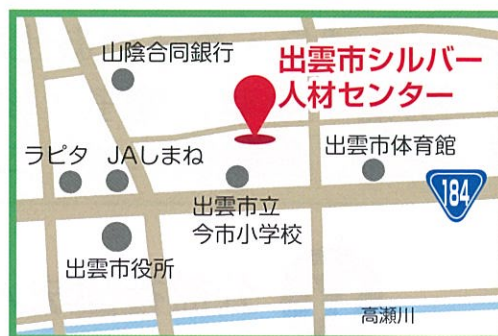 山陰合同銀行
出雲市シルバー
人材センター
ラピタ
JAしまね
出雲市体育館
184
出雲市立
今市小学校
出雲市役所
高瀬川